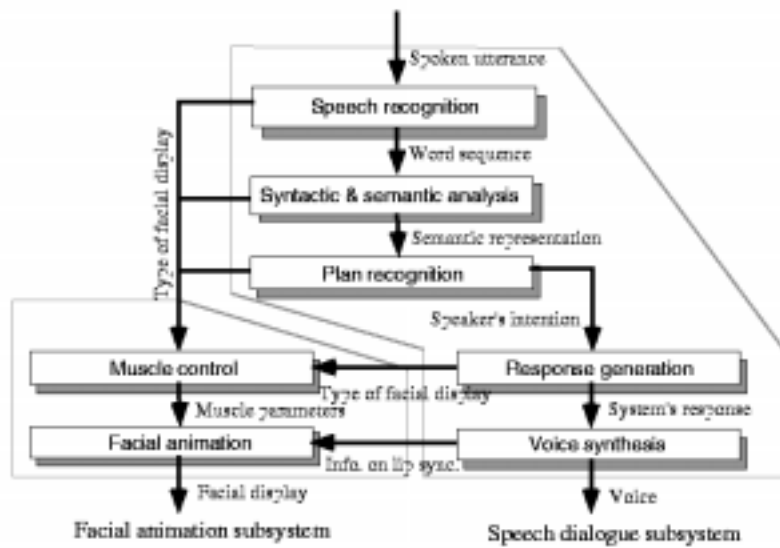 Spoken utterance
Speech recognition
Word sequence
Syntactic & semantic analysis
Semantic representation
Type of facial display
Plan recognition
Speaker's intention
Muscle control
Response generation
Type of facial display
Muscle parameters
System's response
Facial animation
Voice synthesis
Info. on lip sync.
Facial display
Voice
Facial animation subsystem
Speech dialogue subsystem